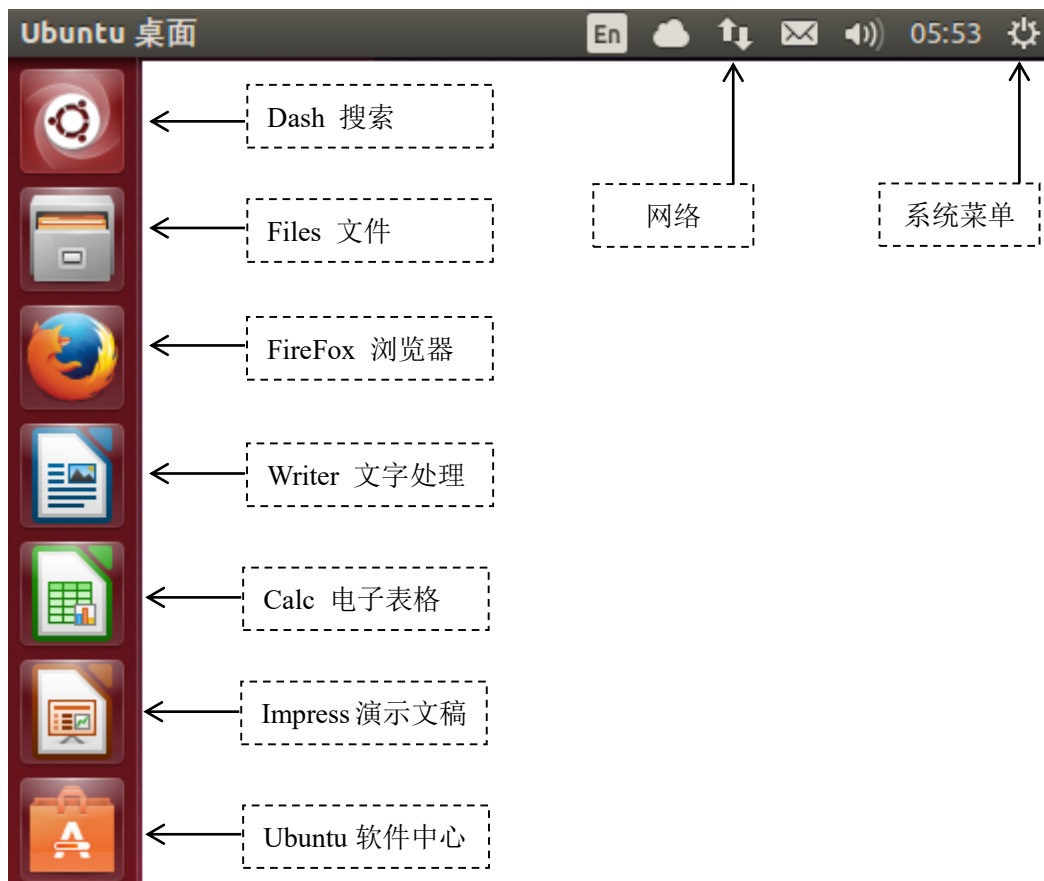 Ubuntu 桌面
En
05:53
Dash 搜索
网络
系统菜单
Files 文件
FireFox 浏览器
Writer 文字处理
Calc 电子表格
Impress 演示文稿
Ubuntu 软件中心